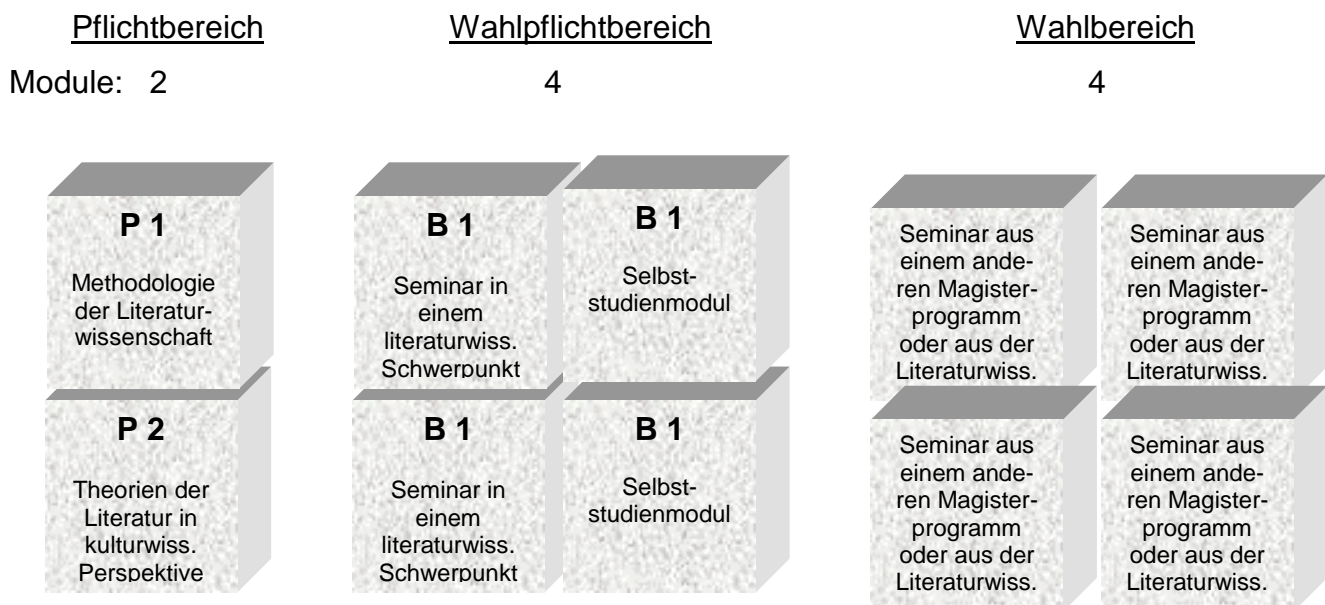 Pflichtbereich
Wahlpflichtbereich
Wahlbereich
Module: 2
4
4
P 1
Methodologie
der Literatur-
wissenschaft
B 1
Seminar in
einem
literaturwiss.
Schwerpunkt
B 1
Selbst-
studienmodul
Seminar aus
einem ande-
ren Magister-
programm
oder aus der
Literaturwiss.
Seminar aus
einem ande-
ren Magister-
programm
oder aus der
Literaturwiss.
P 2
Theorien der
Literatur in
kulturwiss.
Perspektive
B 1
Seminar in
einem
literaturwiss.
Schwerpunkt
B 1
Selbst-
studienmodul
Seminar aus
einem ande-
ren Magister-
programm
oder aus der
Literaturwiss.
Seminar aus
einem ande-
ren Magister-
programm
oder aus der
Literaturwiss.